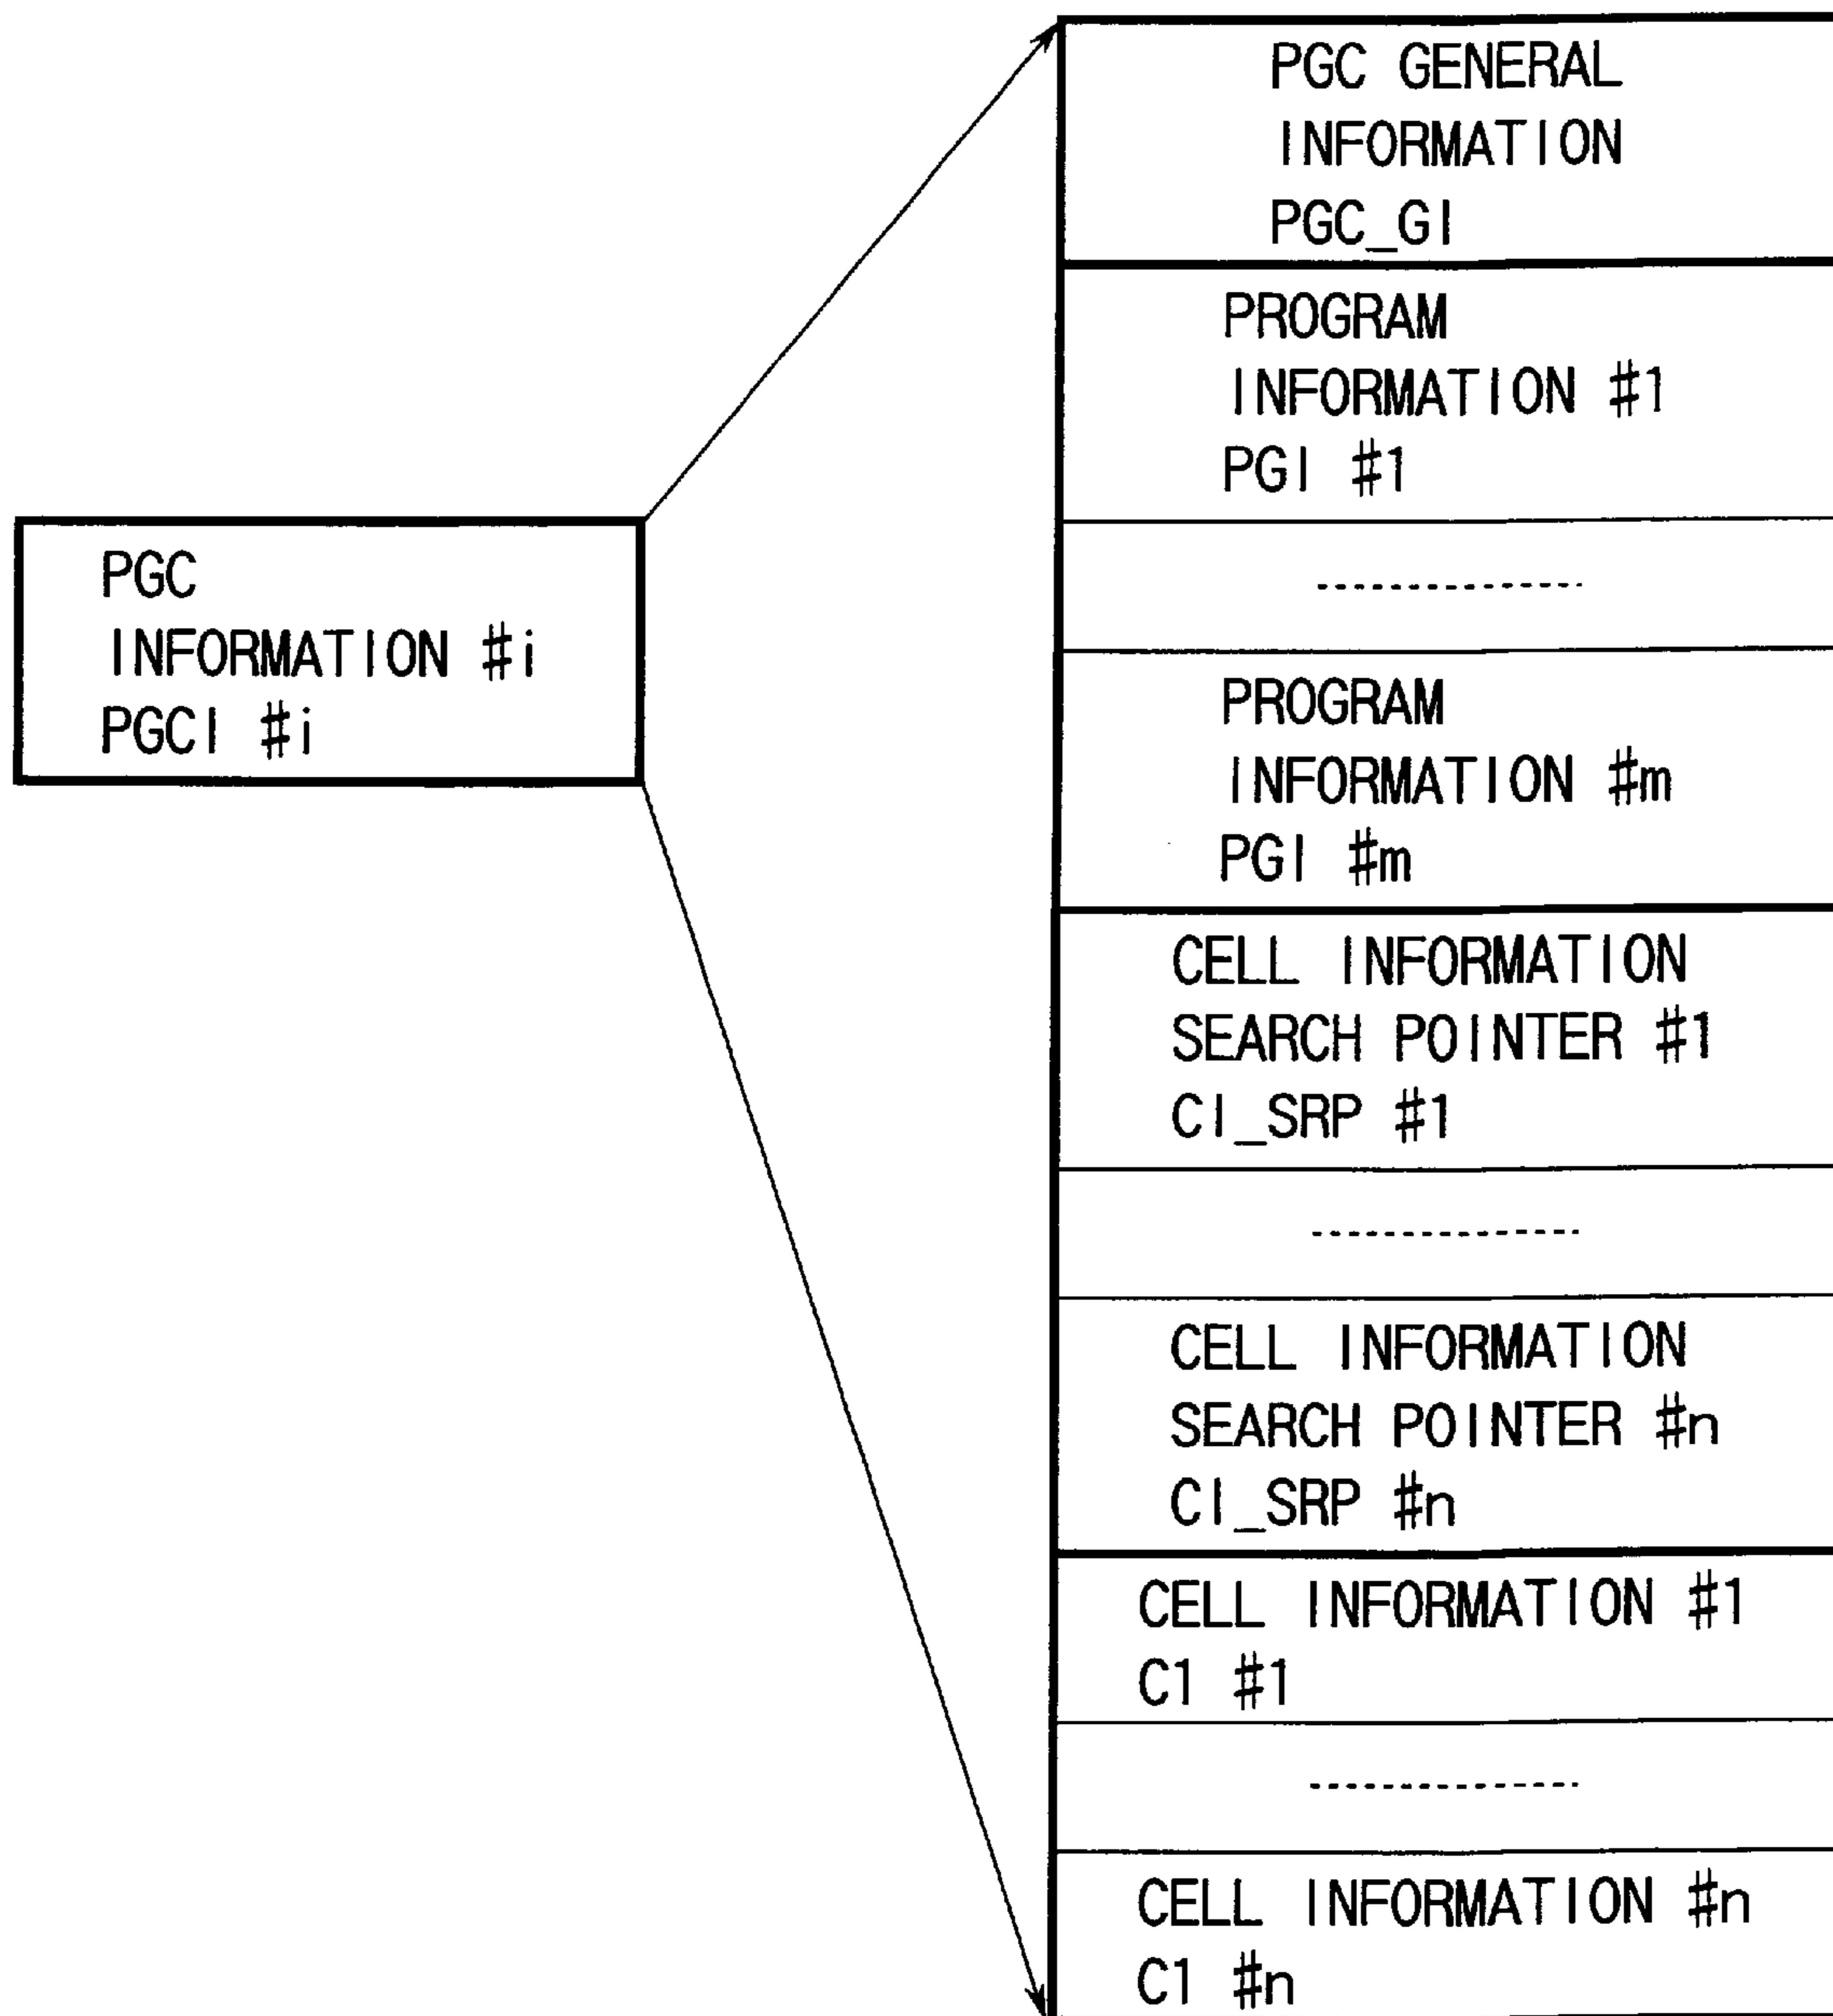 PGC
INFORMATION #i
PGCI #i
PGC GENERAL
INFORMATION
PGC_GI
PROGRAM
INFORMATION #1
PGI #1
PROGRAM
INFORMATION #m
PGI #m
CELL INFORMATION
SEARCH POINTER #1
CI_SRP #1
CELL INFORMATION
SEARCH POINTER #n
CI_SRP #n
CELL INFORMATION #1
C1 #1
CELL INFORMATION #n
C1 #n